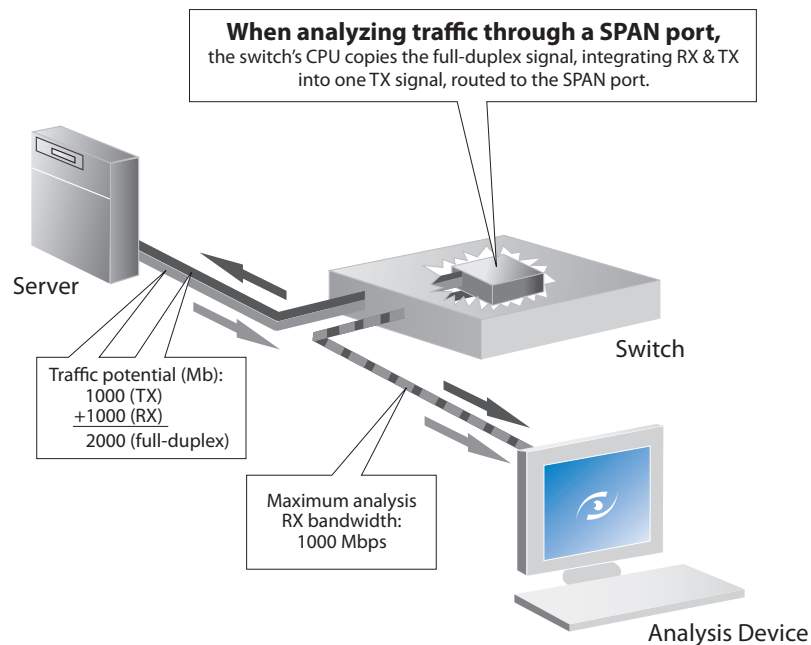 When analyzing traffic through a SPAN port,
the switch's CPU copies the full-duplex signal, integrating RX & TX
into one TX signal, routed to the SPAN port.
Server
Switch
Traffic potential (Mb):
1000 (TX)
+1000 (RX)
2000 (full-duplex)
Maximum analysis
RX bandwidth:
1000 Mbps
Analysis Device